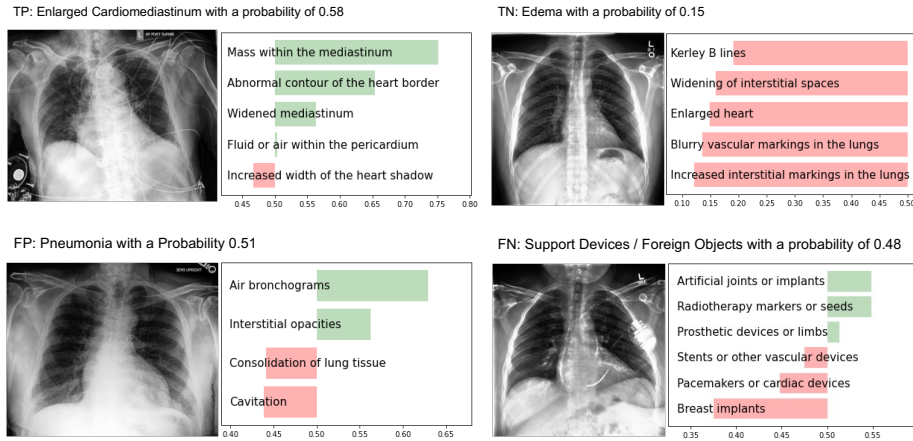 TP: Enlarged Cardiomediastinum with a probability of 0.58
Mass within the mediastinum
Abnormal contour of the heart border
Widened mediastinum
Fluid or air within the pericardium
Increased width of the heart shadow
0.45 0.50 0.55 0.60 0.65 0.70 0.75 0.80
TN: Edema with a probability of 0.15
L
Kerley B lines
Widening of interstitial spaces
Enlarged heart
Blurry vascular markings in the lungs
Increased interstitial markings in the lungs
0.10 0.15 0.20 0.25 0.30 0.35 0.40 0.45 0.50
FP: Pneumonia with a Probability 0.51
Air bronchograms
Interstitial opacities
Consolidation of lung tissue
Cavitation
0.40 0.45 0.50 0.55 0.60 0.65
FN: Support Devices / Foreign Objects with a probability of 0.48
L
Artificial joints or implants
Radiotherapy markers or seeds
Prosthetic devices or limbs
Stents or other vascular devices
Pacemakers or cardiac devices
Breast implants
0.35 0.40 0.45 0.50 0.55